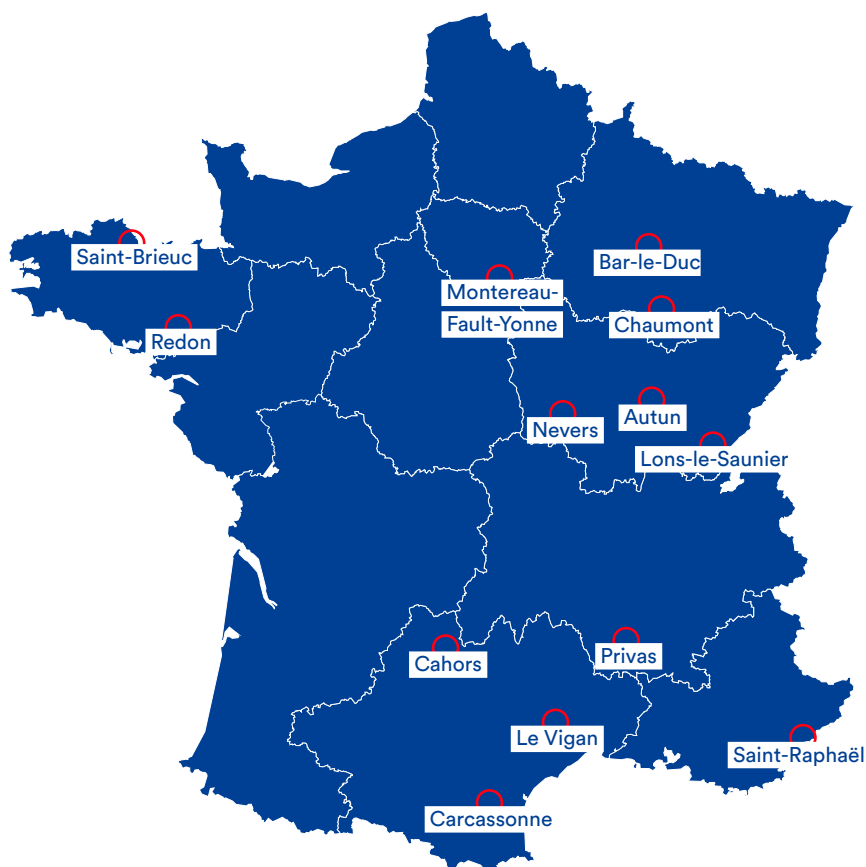 Saint-Brieuc
Bar-le-Duc
Montereau-
Fault-Yonne
Chaumont
Redon
Autun
Nevers
Lons-le-Saunier
Cahors
Privas
Le Vigan
Saint-Raphaël
Carcassonne